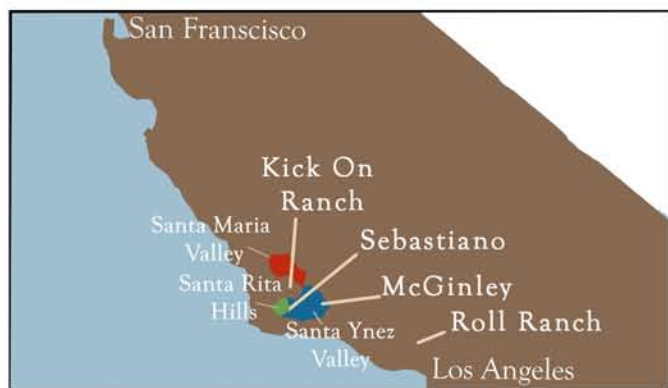 San Franscisco
Kick On
Ranch
Santa Maria
Valley
Sebastiano
Santa Rita
Hills
McGinley
Santa Ynez
Valley
Roll Ranch
Los Angeles